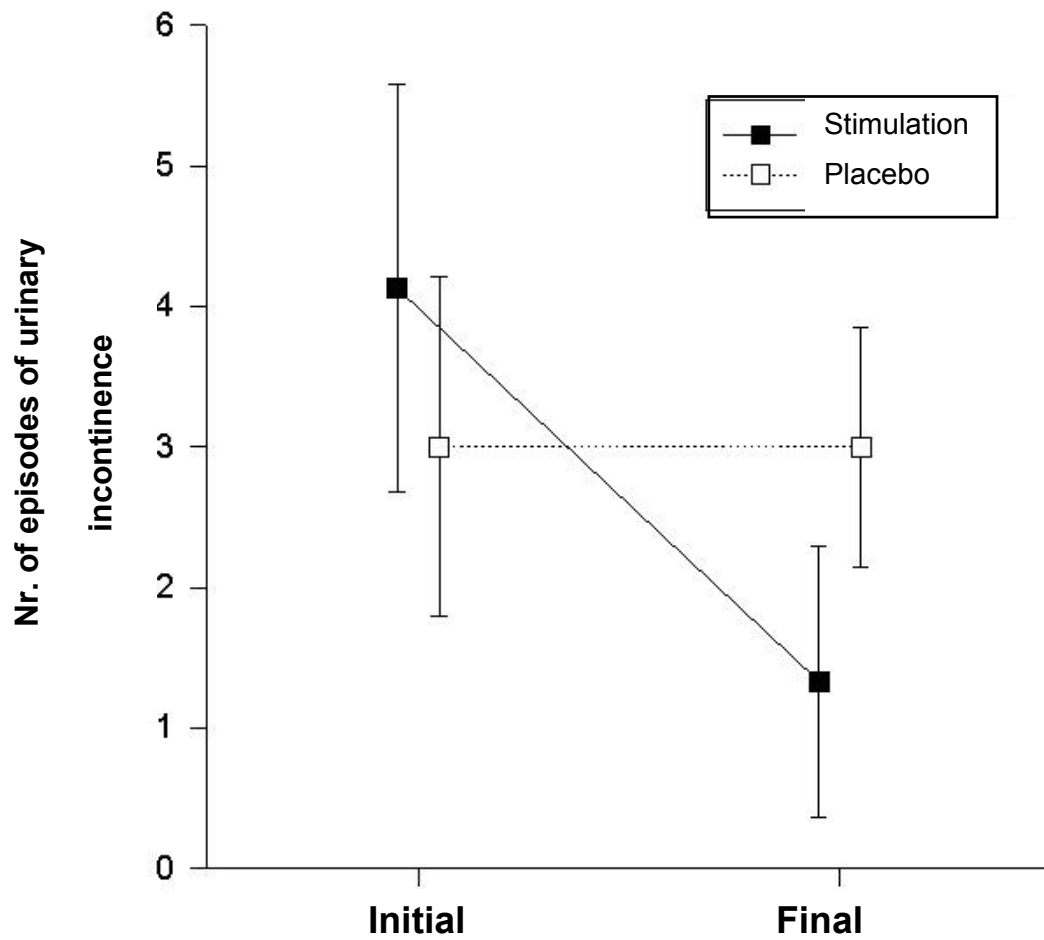 6
5
4
3
2
1
0
Nr. of episodes of urinary
incontinence
Stimulation
Placebo
Initial
Final